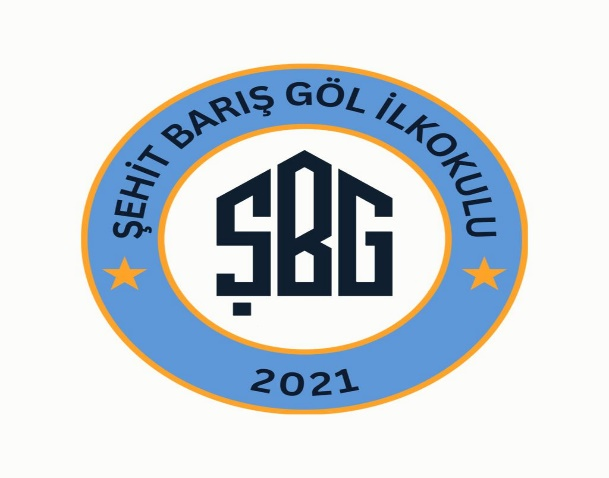 ŞEHİT BARIŞ GÖL İLKOKULU
ŞBG
2021